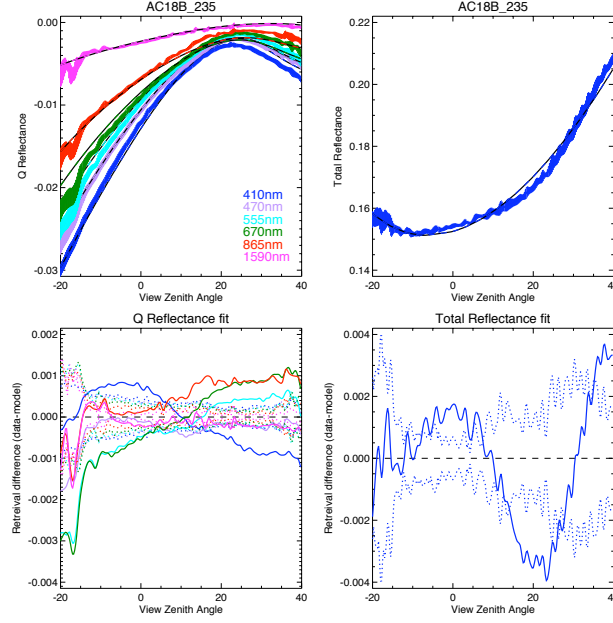 AC18B_235
0.00
-0.01
-0.02
-0.03
Q Reflectance
410nm
470nm
555nm
670nm
865nm
1590nm
-20
0
20
40
View Zenith Angle
AC18B_235
0.22
0.20
0.18
0.16
0.14
Total Reflectance
-20
0
20
40
View Zenith Angle
Q Reflectance fit
0.002
0.001
0.000
-0.001
-0.002
-0.003
-0.004
Retreival difference (data-model)
-20
0
20
40
View Zenith Angle
Total Reflectance fit
0.004
0.002
0.000
-0.002
-0.004
Retreival difference (data-model)
-20
0
20
40
View Zenith Angle